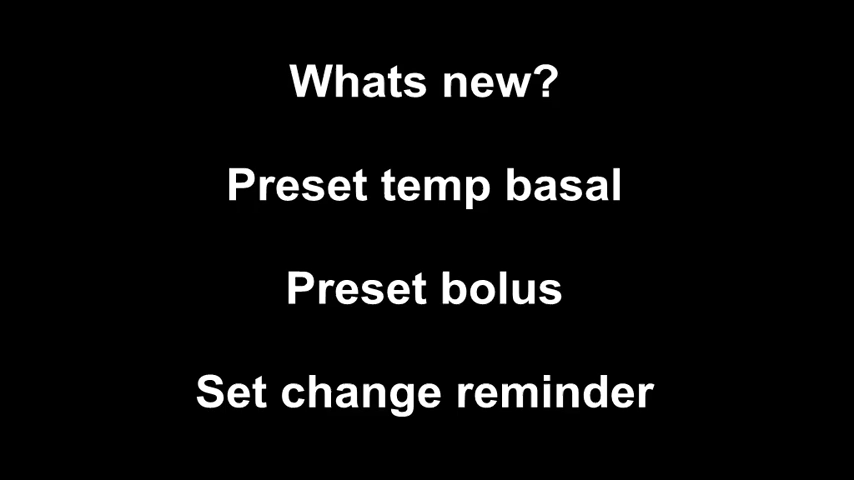 Whats new?
Preset temp basal
Preset bolus
Set change reminder